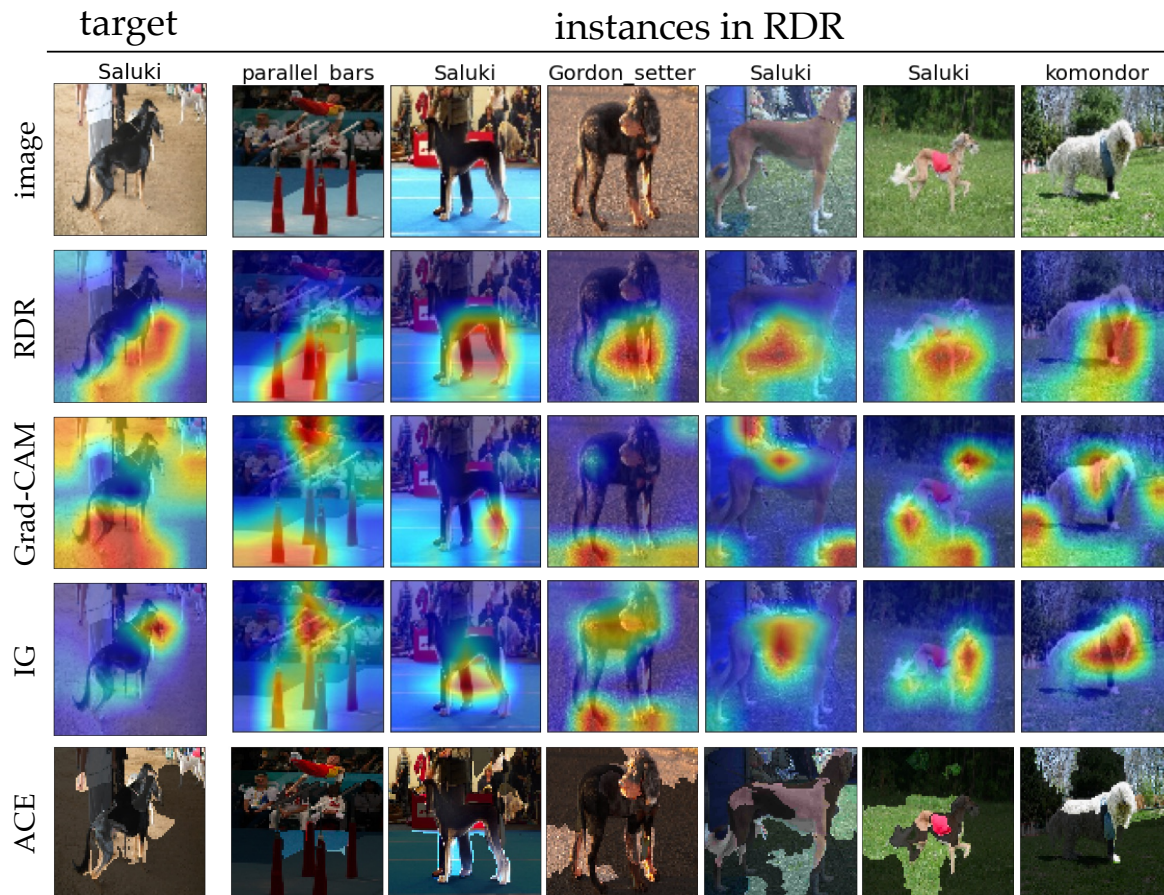 target instances in RDR
Saluki parallel_bars Saluki Gordon_setter Saluki Saluki komondor
image
RDR
Grad-CAM
IG
ACE